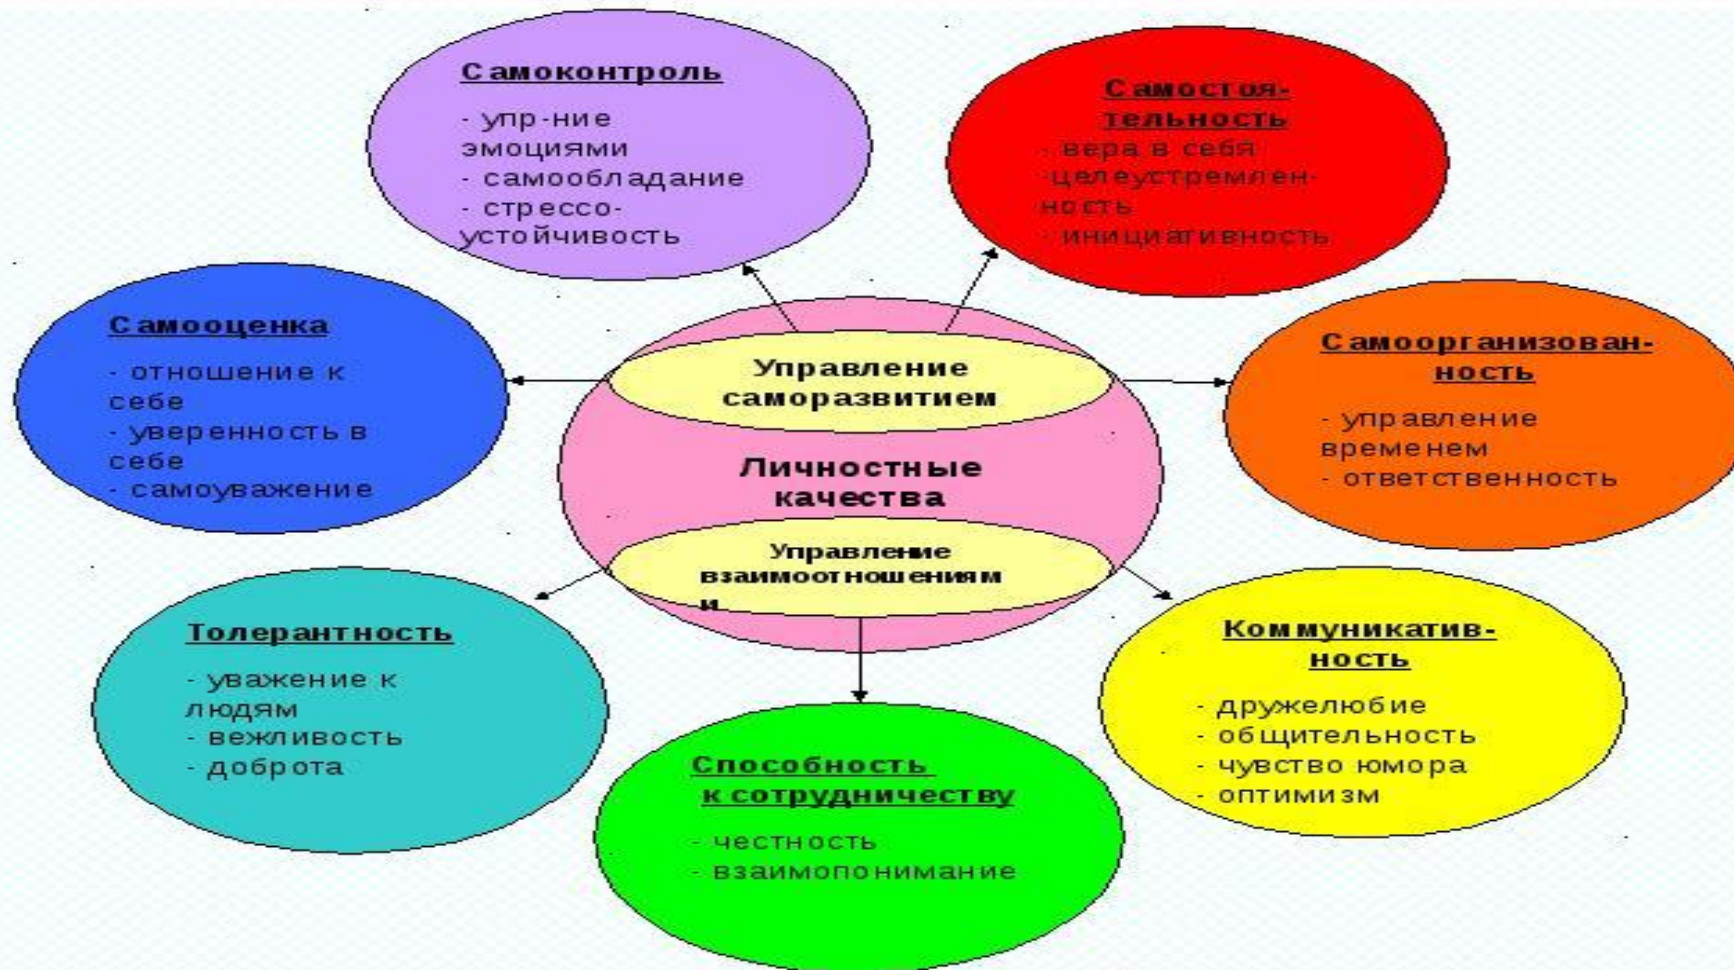 Самоконтроль
- упр-ние
эмоциями
- самообладание
- стрессо-
устойчивость
Самостоя-
тельность
- вера в себя
-целеустремлен-
ность
- инициативность
Самооценка
- отношение к
себе
- уверенность в
себе
- самоуважение
Управление
саморазвитием
Самоорганизован-
ность
- управление
временем
- ответственность
Личностные
качества
Управление
взаимоотношениям
и
Толерантность
- уважение к
людям
- вежливость
- доброта
Коммуникатив-
ность
- дружелюбие
- общительность
- чувство юмора
- оптимизм
Способность
к сотрудничеству
- честность
- взаимопонимание